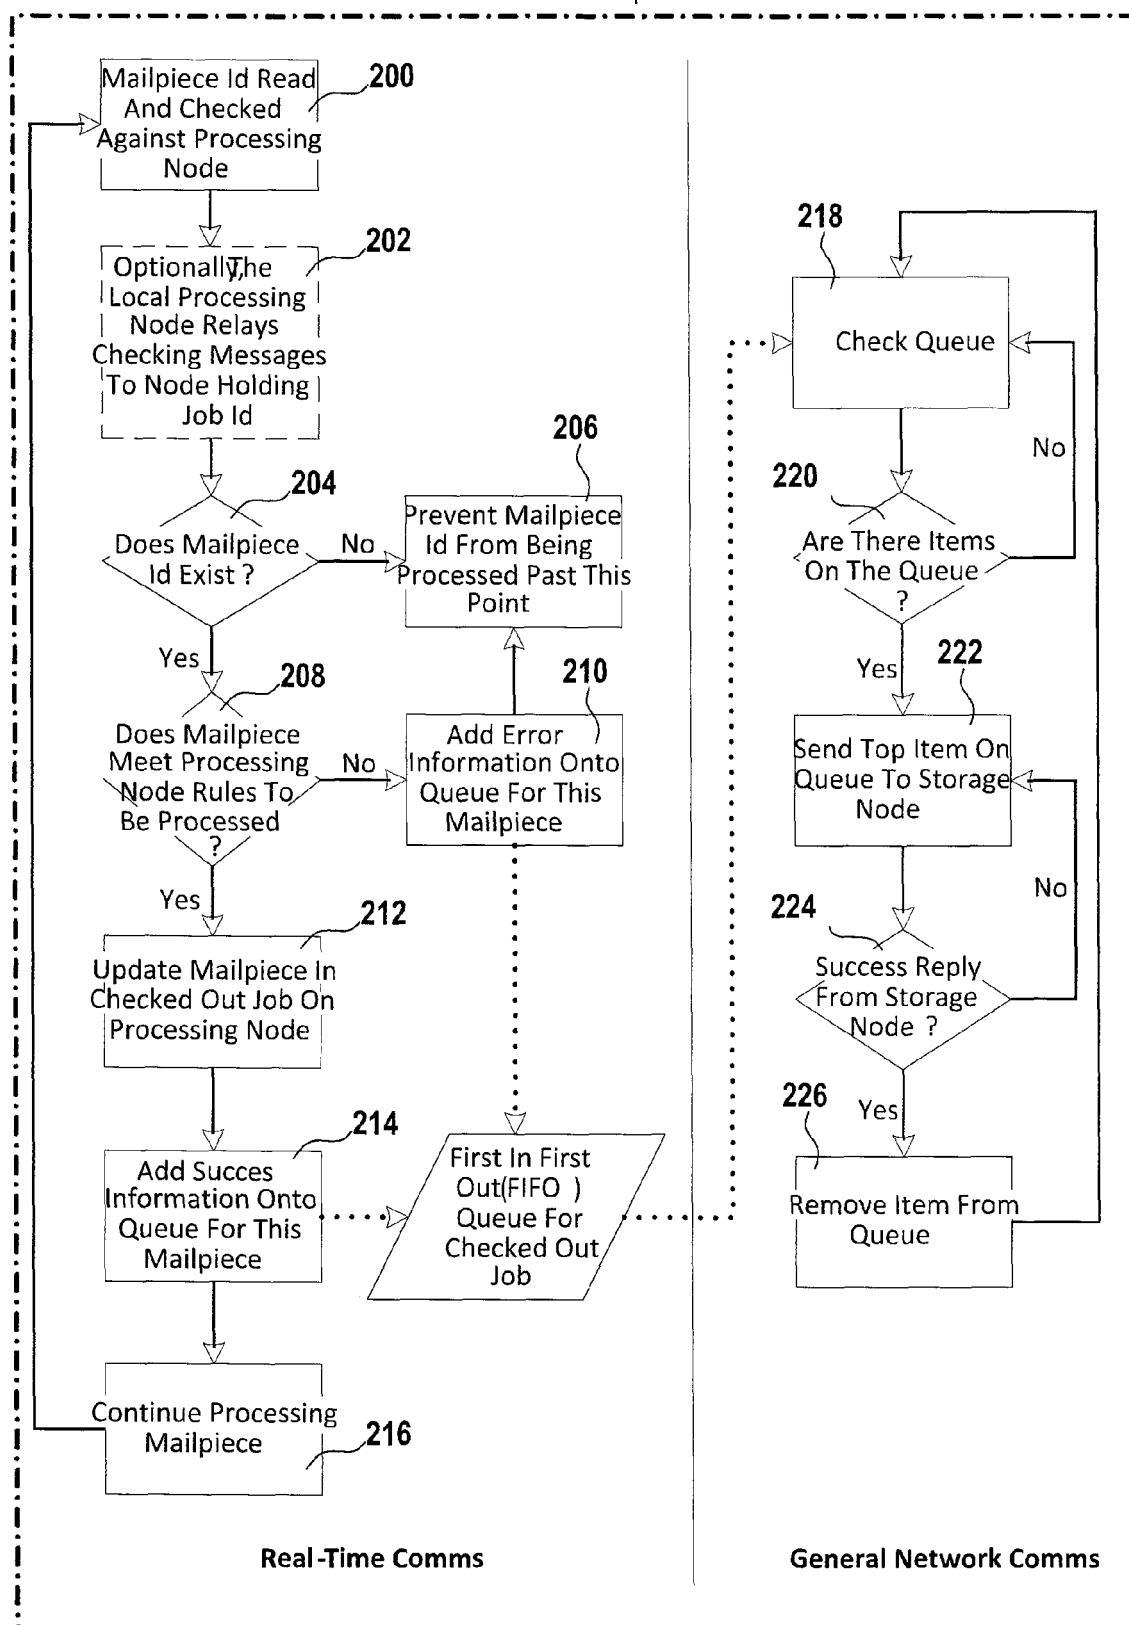 200
Mailpiece Id Read
And Checked
Against Processing
Node
202
Optionally,The
Local Processing
Node Relays
Checking Messages
To Node Holding
Job Id
204
Does Mailpiece
Id Exist ?
No
Yes
206
Prevent Mailpiece
Id From Being
Processed Past This
Point
208
Does Mailpiece
Meet Processing
Node Rules To
Be Processed
?
No
Yes
210
Add Error
Information Onto
Queue For This
Mailpiece
212
Update Mailpiece In
Checked Out Job On
Processing Node
214
Add Succes
Information Onto
Queue For This
Mailpiece
First In First
Out(FIFO )
Queue For
Checked Out
Job
Continue Processing
Mailpiece
216
Real-Time Comms
218
Check Queue
No
220
Are There Items
On The Queue
?
Yes
222
Send Top Item On
Queue To Storage
Node
No
224
Success Reply
From Storage
Node ?
Yes
226
Remove Item From
Queue
General Network Comms